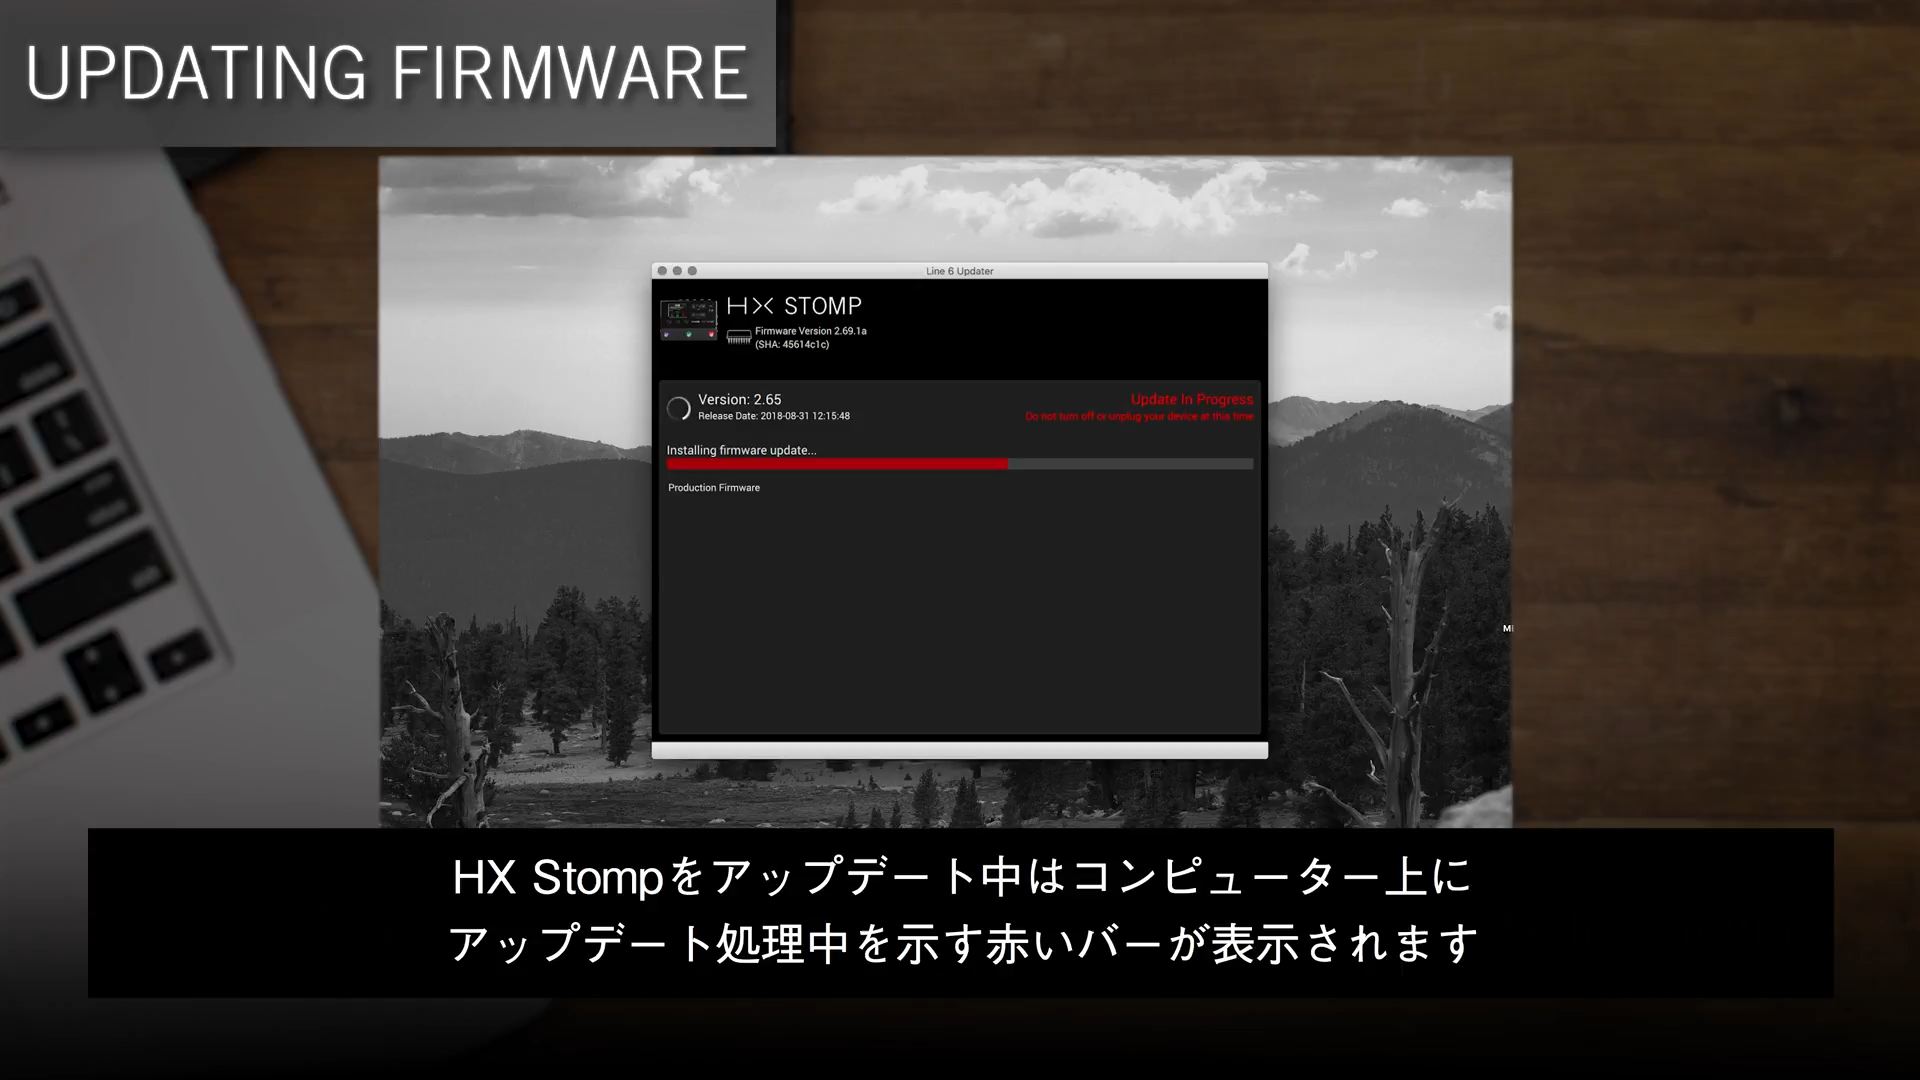 UPDATING FIRMWARE
Line 6 Updater
HX STOMP
Firmware Version 2.69.1a
(SHA: 45614c1c)
Version: 2.65
Release Date: 2018-08-31 12:15:48
Update In Progress
Do not turn off or unplug your device at this time
Installing firmware update...
Production Firmware
HX Stompをアップデート中はコンピューター上に
アップデート処理中を示す赤いバーが表示されます